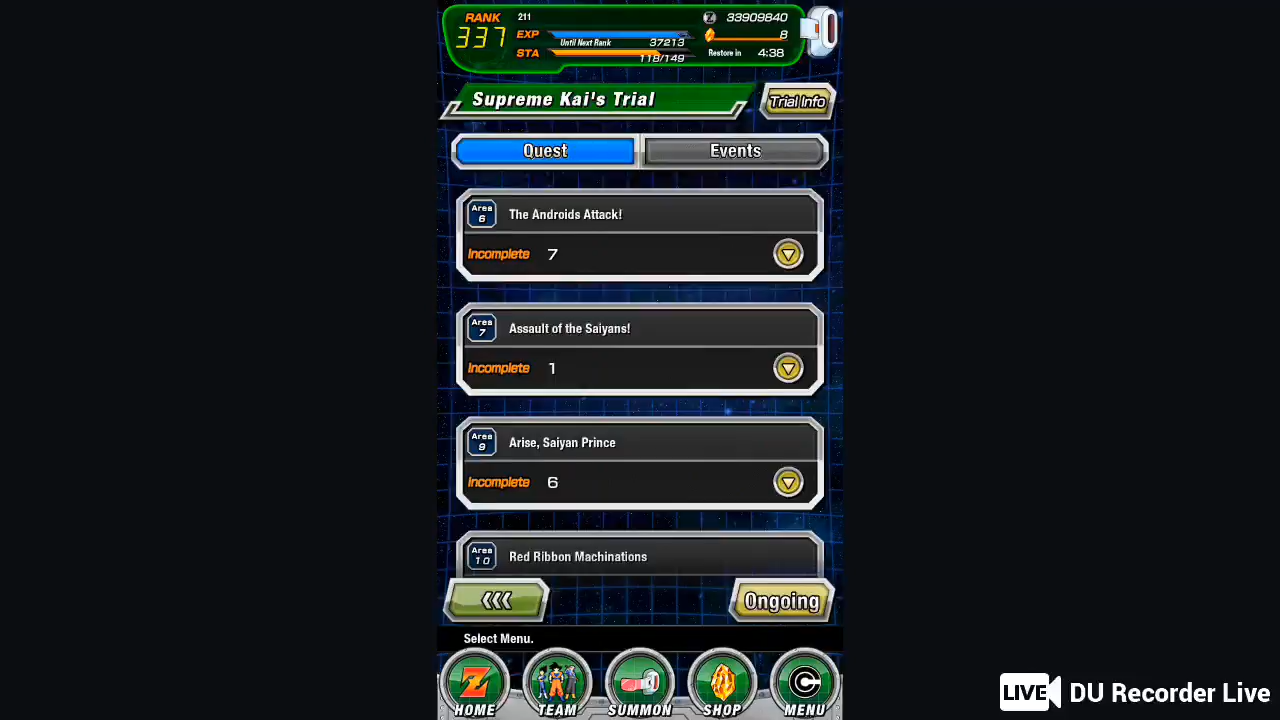 RANK
337
211
33909840
EXP
Until Next Rank 37213
8
STA
118/149
Restore in 4:38
Supreme Kai's Trial
Trial Info
Quest
Events
Area 6
The Androids Attack!
Incomplete 7
Area 7
Assault of the Saiyans!
Incomplete 1
Area 9
Arise, Saiyan Prince
Incomplete 6
Area 10
Red Ribbon Machinations
Ongoing
Select Menu.
HOME
TEAM
SUMMON
SHOP
MENU
LIVE DU Recorder Live